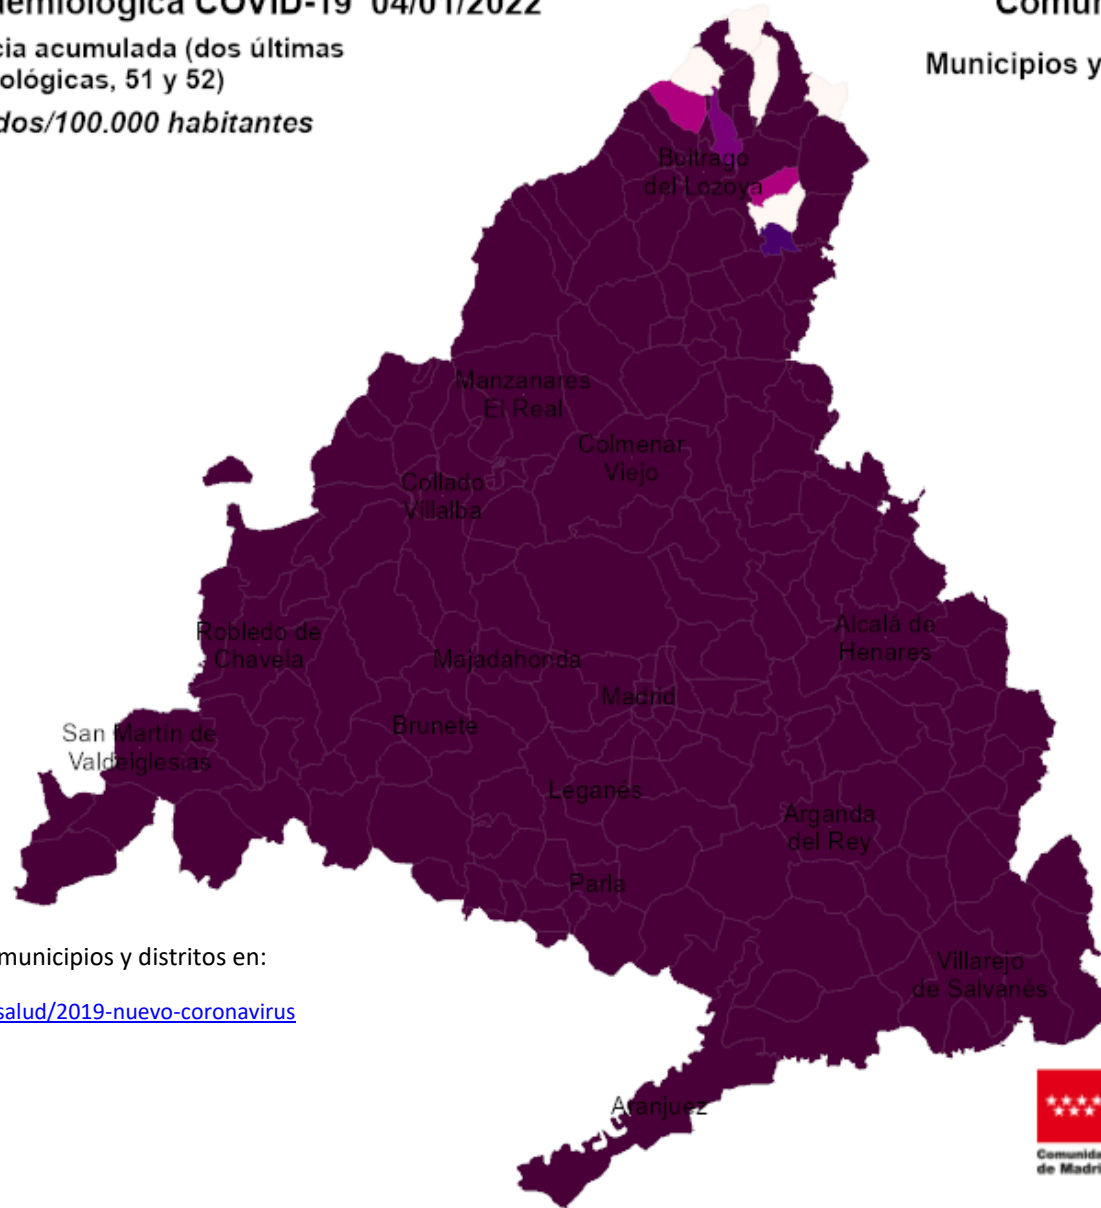 demiológica COVID-19 04/01/2022
cia acumulada (dos últimas
ológicas, 51 y 52)
dos/100.000 habitantes
Comun
Municipios y
Buitrago
del Lozoya
Manzanares
El Real
Colmenar
Viejo
Collado
Villalba
Robledo de
Chavela
Majadahonda
Alcalá de
Henares
Madrid
San Martín de
Valdeiglesias
Brunete
Leganés
Arganda
del Rey
Parla
municipios y distritos en:
salud/2019-nuevo-coronavirus
Villarejo
de Salvanés
Aranjuez
Comunida
de Madri